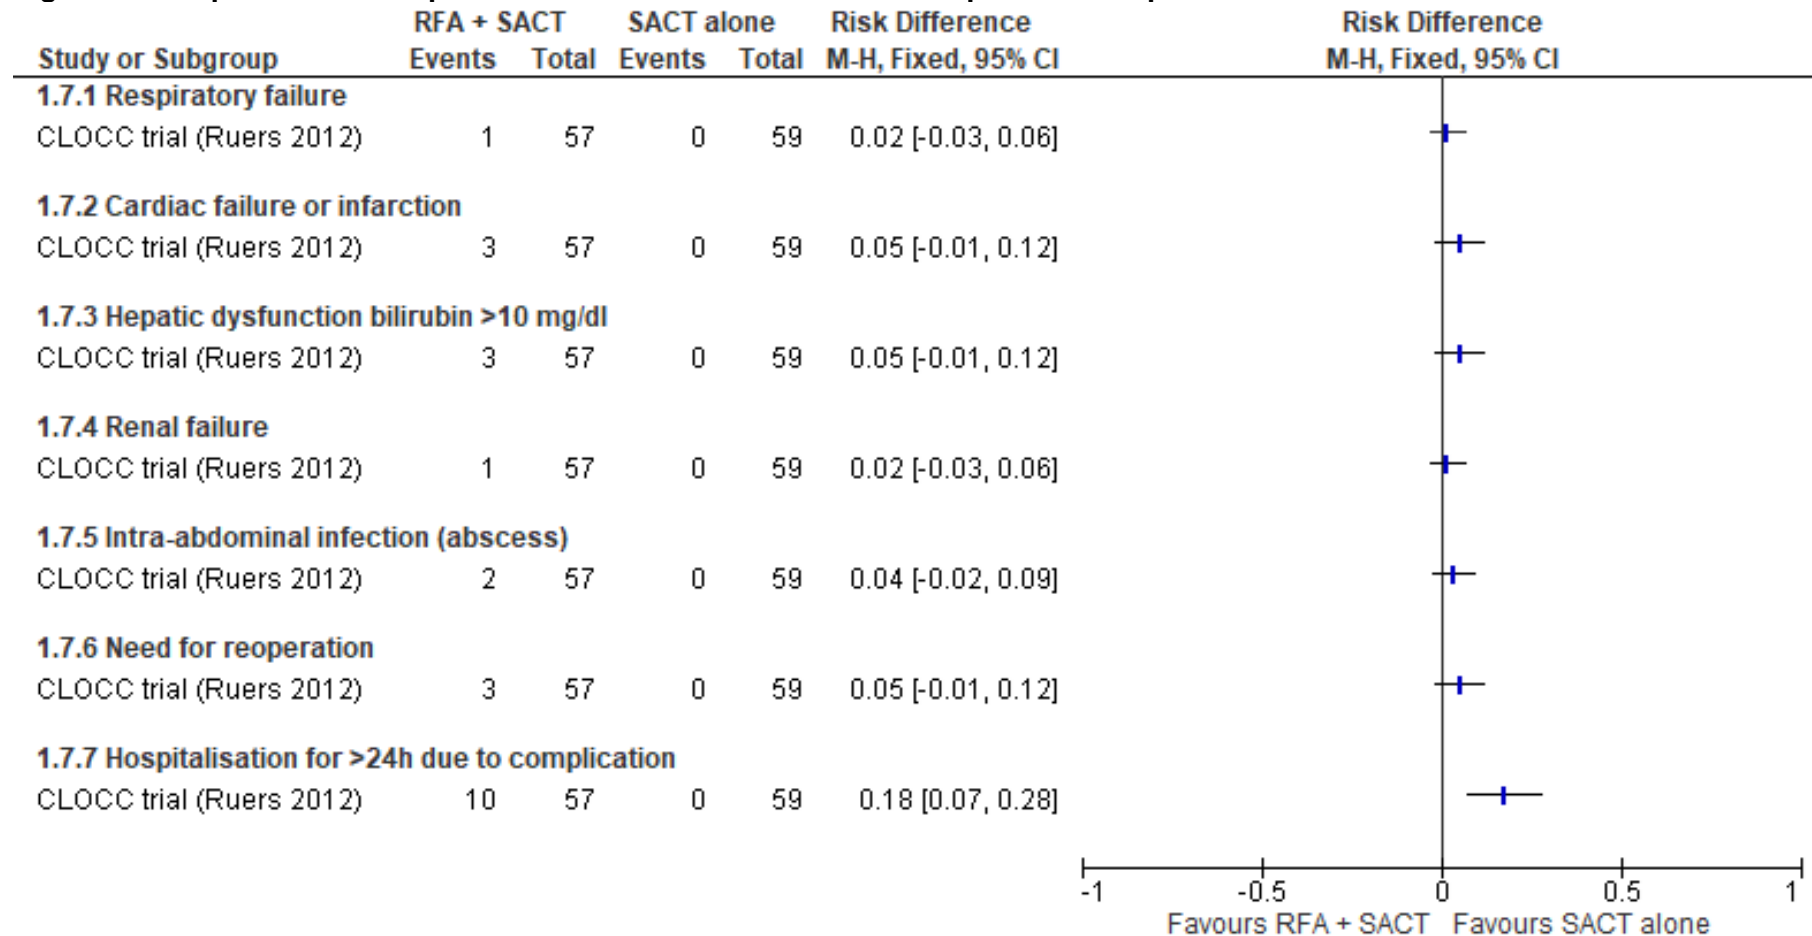 RFA + SACT SACT alone Risk Difference Risk Difference
Study or Subgroup Events Total Events Total M-H, Fixed, 95% CI M-H, Fixed, 95% CI
1.7.1 Respiratory failure
CLOCC trial (Ruers 2012) 1 57 0 59 0.02 [-0.03, 0.06]
1.7.2 Cardiac failure or infarction
CLOCC trial (Ruers 2012) 3 57 0 59 0.05 [-0.01, 0.12]
1.7.3 Hepatic dysfunction bilirubin >10 mg/dl
CLOCC trial (Ruers 2012) 3 57 0 59 0.05 [-0.01, 0.12]
1.7.4 Renal failure
CLOCC trial (Ruers 2012) 1 57 0 59 0.02 [-0.03, 0.06]
1.7.5 Intra-abdominal infection (abscess)
CLOCC trial (Ruers 2012) 2 57 0 59 0.04 [-0.02, 0.09]
1.7.6 Need for reoperation
CLOCC trial (Ruers 2012) 3 57 0 59 0.05 [-0.01, 0.12]
1.7.7 Hospitalisation for >24h due to complication
CLOCC trial (Ruers 2012) 10 57 0 59 0.18 [0.07, 0.28]
-1 -0.5 0 0.5 1
Favours RFA + SACT Favours SACT alone